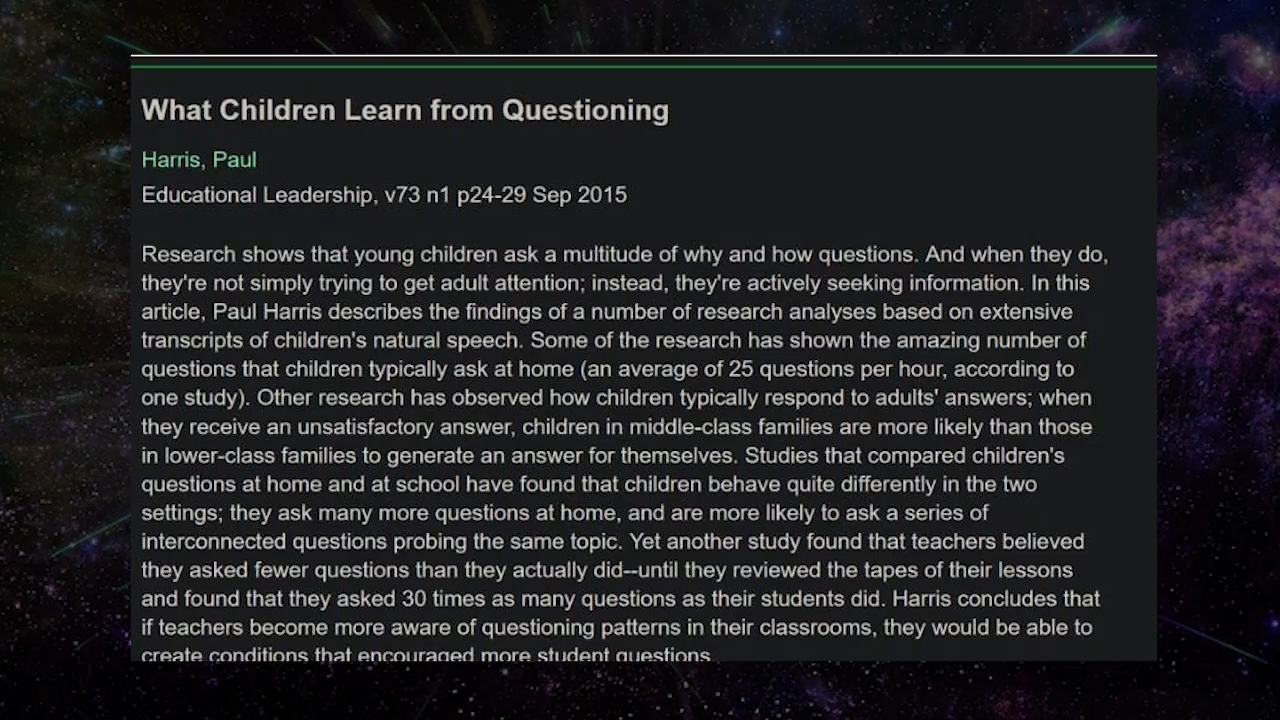 What Children Learn from Questioning
Harris, Paul
Educational Leadership, v73 n1 p24-29 Sep 2015
Research shows that young children ask a multitude of why and how questions. And when they do,
they're not simply trying to get adult attention; instead, they're actively seeking information. In this
article, Paul Harris describes the findings of a number of research analyses based on extensive
transcripts of children's natural speech. Some of the research has shown the amazing number of
questions that children typically ask at home (an average of 25 questions per hour, according to
one study). Other research has observed how children typically respond to adults' answers; when
they receive an unsatisfactory answer, children in middle-class families are more likely than those
in lower-class families to generate an answer for themselves. Studies that compared children's
questions at home and at school have found that children behave quite differently in the two
settings; they ask many more questions at home, and are more likely to ask a series of
interconnected questions probing the same topic. Yet another study found that teachers believed
they asked fewer questions than they actually did--until they reviewed the tapes of their lessons
and found that they asked 30 times as many questions as their students did. Harris concludes that
if teachers become more aware of questioning patterns in their classrooms, they would be able to
create conditions that encouraged more student questions.